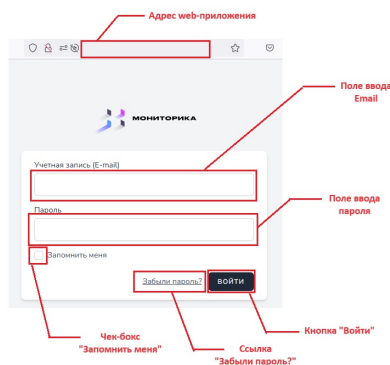 Адрес web-приложения
МОНИТОРИКА
Поле ввода
Email
Учетная запись (E-mail)
Пароль
Поле ввода
пароля
Запомнить меня
Забыли пароль?
ВОЙТИ
Кнопка "Войти"
Чек-бокс
"Запомнить меня"
Ссылка
"Забыли пароль?"